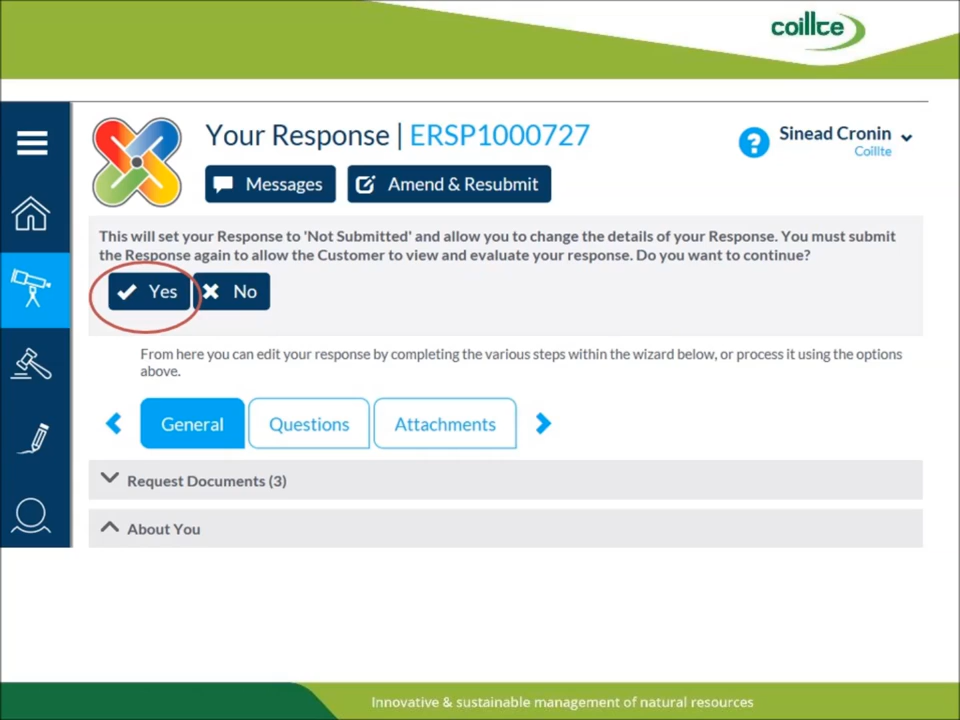 coillte
Your Response | ERSP1000727
Sinead Cronin
Coillte
?
Messages
Amend & Resubmit
This will set your Response to 'Not Submitted' and allow you to change the details of your Response. You must submit
the Response again to allow the Customer to view and evaluate your response. Do you want to continue?
Yes
No
From here you can edit your response by completing the various steps within the wizard below, or process it using the options
above.
General
Questions
Attachments
Request Documents (3)
About You
Innovative & sustainable management of natural resources